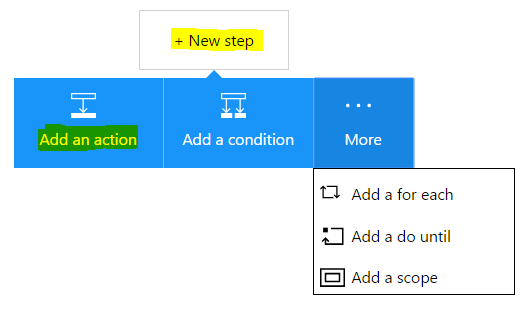 + New step
Add an action
Add a condition
More
Add a for each
Add a do until
Add a scope